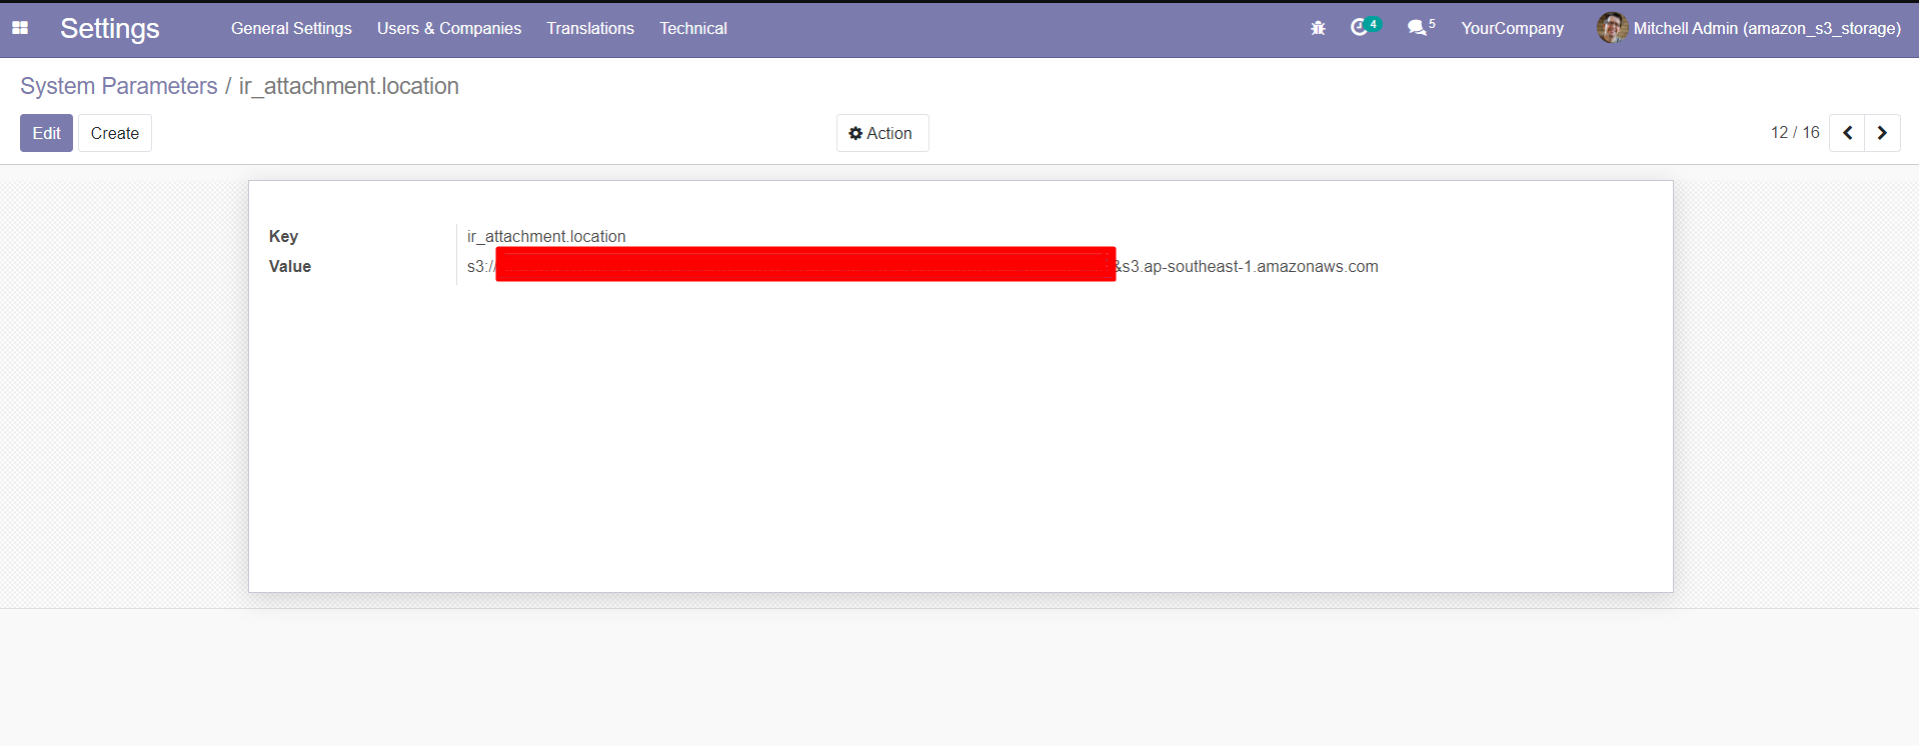 Settings General Settings Users & Companies Translations Technical 4 5 YourCompany Mitchell Admin (amazon_s3_storage)
System Parameters / ir_attachment.location
Edit Create Action 12 / 16
Key ir_attachment.location
Value s3:// &s3.ap-southeast-1.amazonaws.com